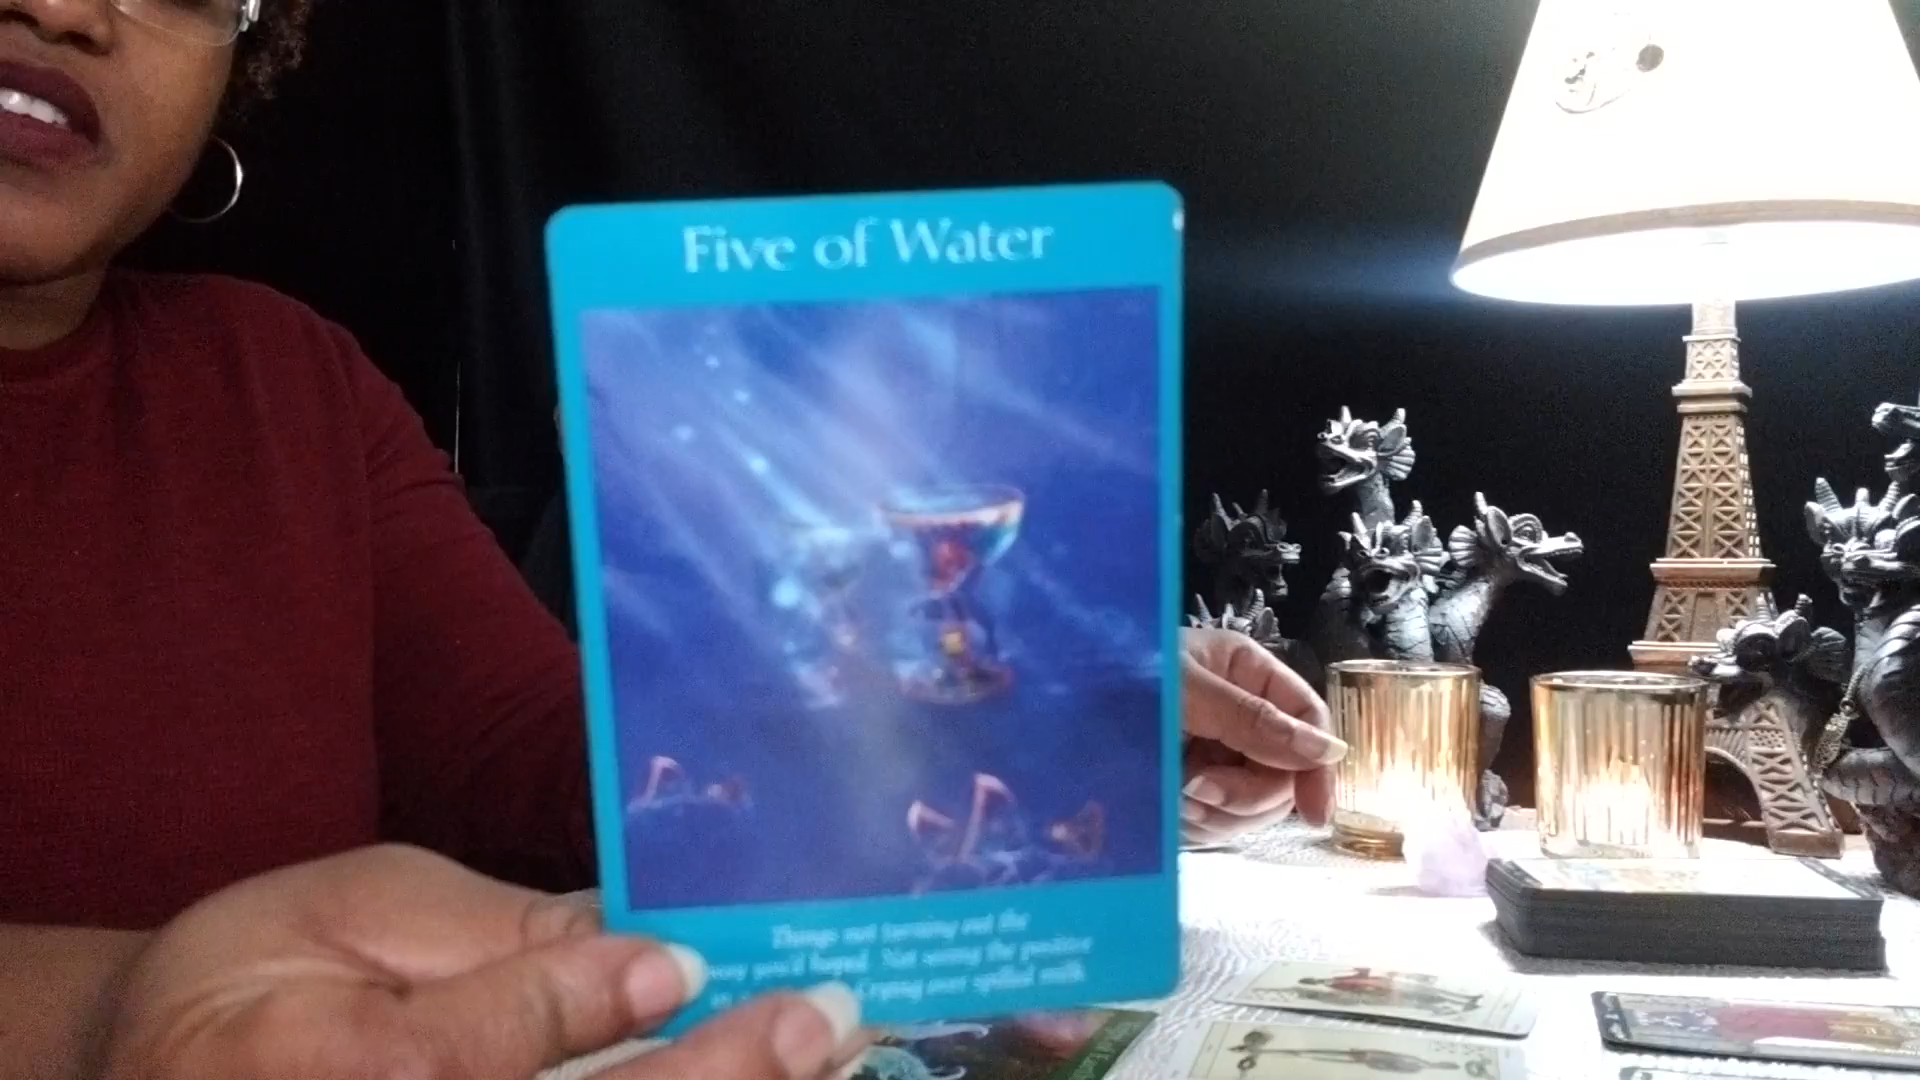 Five of Water
Things not turning out the
way you'd hoped. Not seeing the positive
Crying over spilled milk.